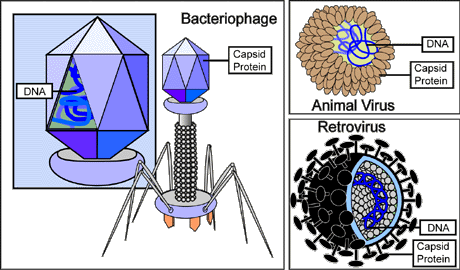 Bacteriophage
Capsid
Protein
DNA
DNA
Capsid
Protein
Animal Virus
Retrovirus
DNA
Capsid
Protein